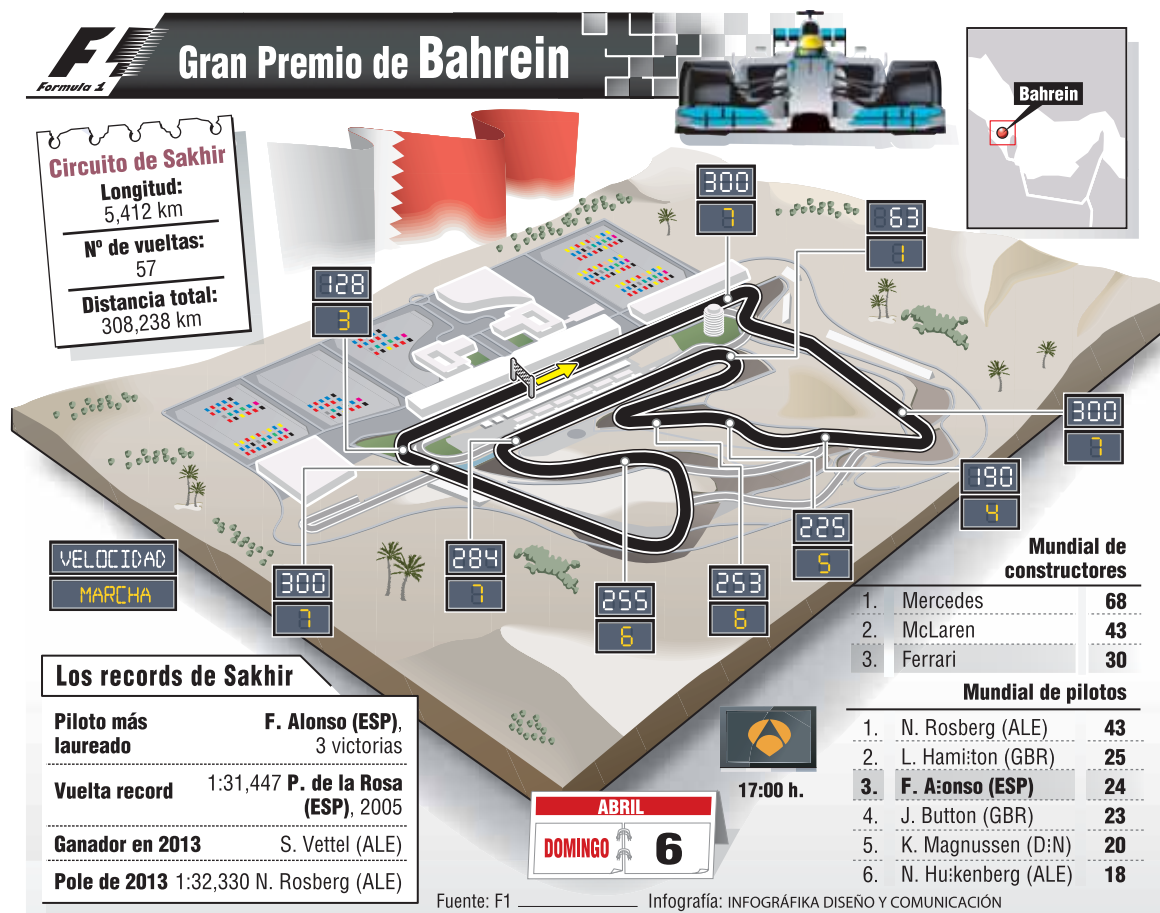 F1
Formula 1
Gran Premio de Bahrein
Bahrein
Circuito de Sakhir
Longitud:
5,412 km
Nº de vueltas:
57
Distancia total:
308,238 km
300
7
63
1
128
3
300
7
190
4
225
5
253
6
255
6
284
7
300
7
VELOCIDAD
MARCHA
Mundial de
constructores
1. Mercedes 68
2. McLaren 43
3. Ferrari 30
Mundial de pilotos
1. N. Rosberg (ALE) 43
2. L. Hamilton (GBR) 25
3. F. Alonso (ESP) 24
4. J. Button (GBR) 23
5. K. Magnussen (DIN) 20
6. N. Hulkenberg (ALE) 18
Los records de Sakhir
Piloto más
laureado
F. Alonso (ESP),
3 victorias
Vuelta record
1:31,447 P. de la Rosa
(ESP), 2005
Ganador en 2013 S. Vettel (ALE)
Pole de 2013 1:32,330 N. Rosberg (ALE)
17:00 h.
ABRIL
DOMINGO 6
Fuente: F1
Infografía: INFOGRÁFIKA DISEÑO Y COMUNICACIÓN